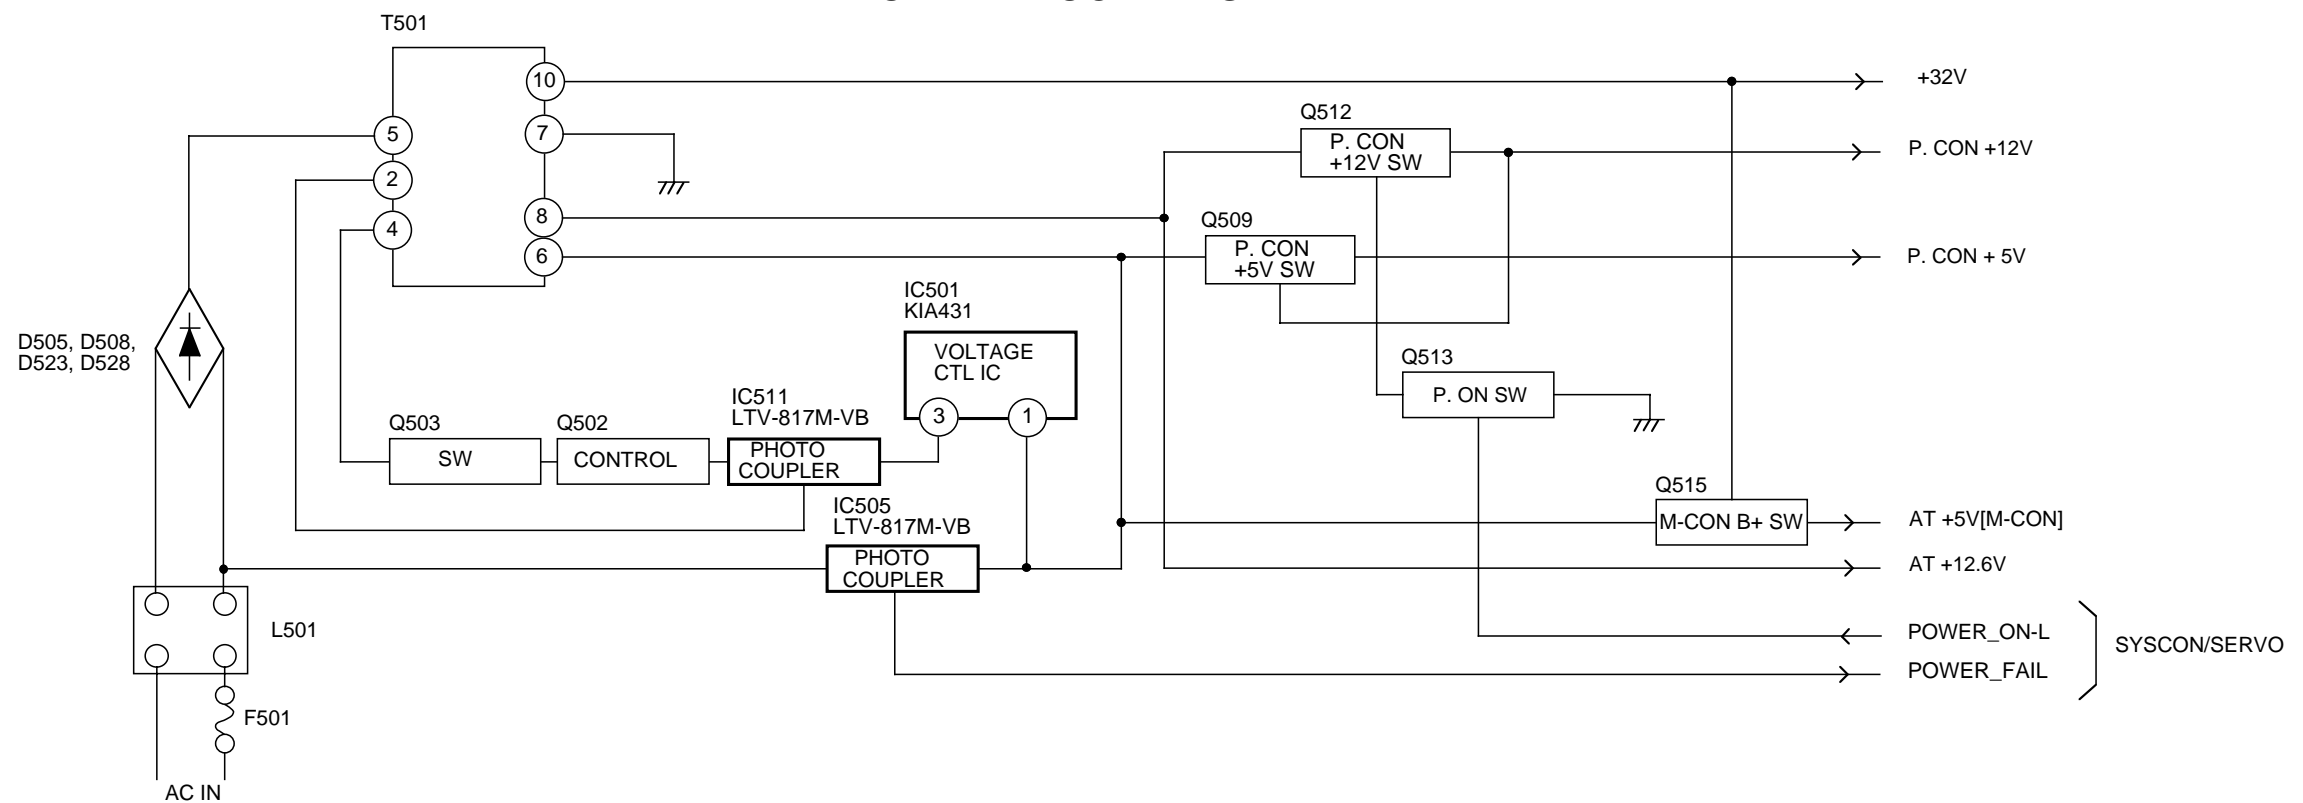 T501
10
+32V
Q512
5
7
P. CON
+12V SW
P. CON +12V
2
8
Q509
4
6
P. CON
+5V SW
P. CON + 5V
IC501
KIA431
D505, D508,
D523, D528
VOLTAGE
CTL IC
Q513
P. ON SW
IC511
LTV-817M-VB
3
1
Q503
Q502
SW
CONTROL
PHOTO
COUPLER
Q515
IC505
LTV-817M-VB
M-CON B+ SW
AT +5V[M-CON]
PHOTO
COUPLER
AT +12.6V
L501
POWER_ON-L
SYSCON/SERVO
POWER_FAIL
F501
AC IN